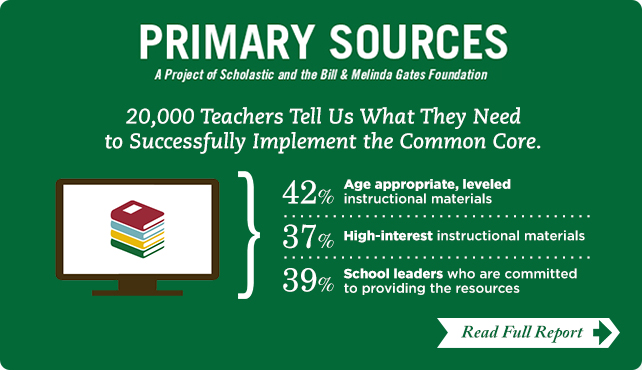 PRIMARY SOURCES
A Project of Scholastic and the Bill & Melinda Gates Foundation
20,000 Teachers Tell Us What They Need
to Successfully Implement the Common Core.
42% Age appropriate, leveled
instructional materials
37% High-interest instructional materials
39% School leaders who are committed
to providing the resources
Read Full Report